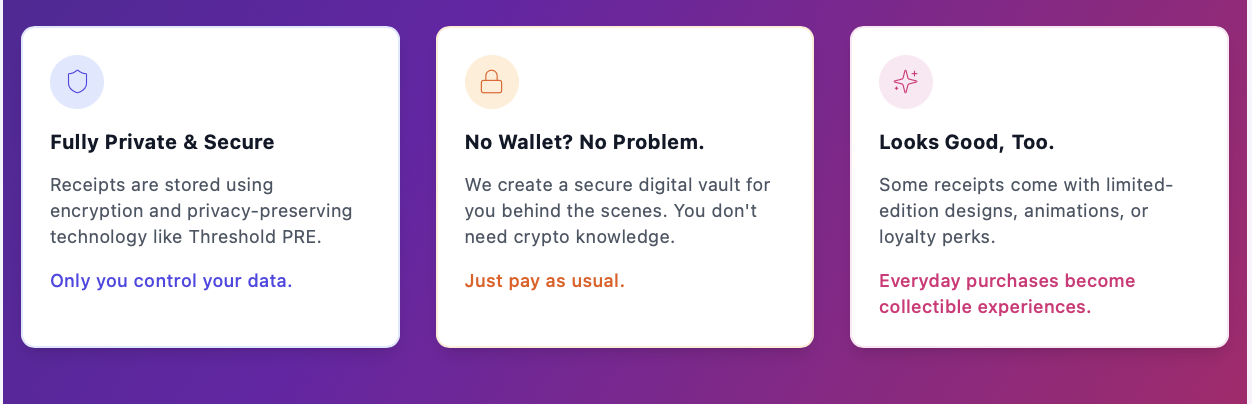 Fully Private & Secure
Receipts are stored using
encryption and privacy-preserving
technology like Threshold PRE.
Only you control your data.
No Wallet? No Problem.
We create a secure digital vault for
you behind the scenes. You don't
need crypto knowledge.
Just pay as usual.
Looks Good, Too.
Some receipts come with limited-
edition designs, animations, or
loyalty perks.
Everyday purchases become
collectible experiences.